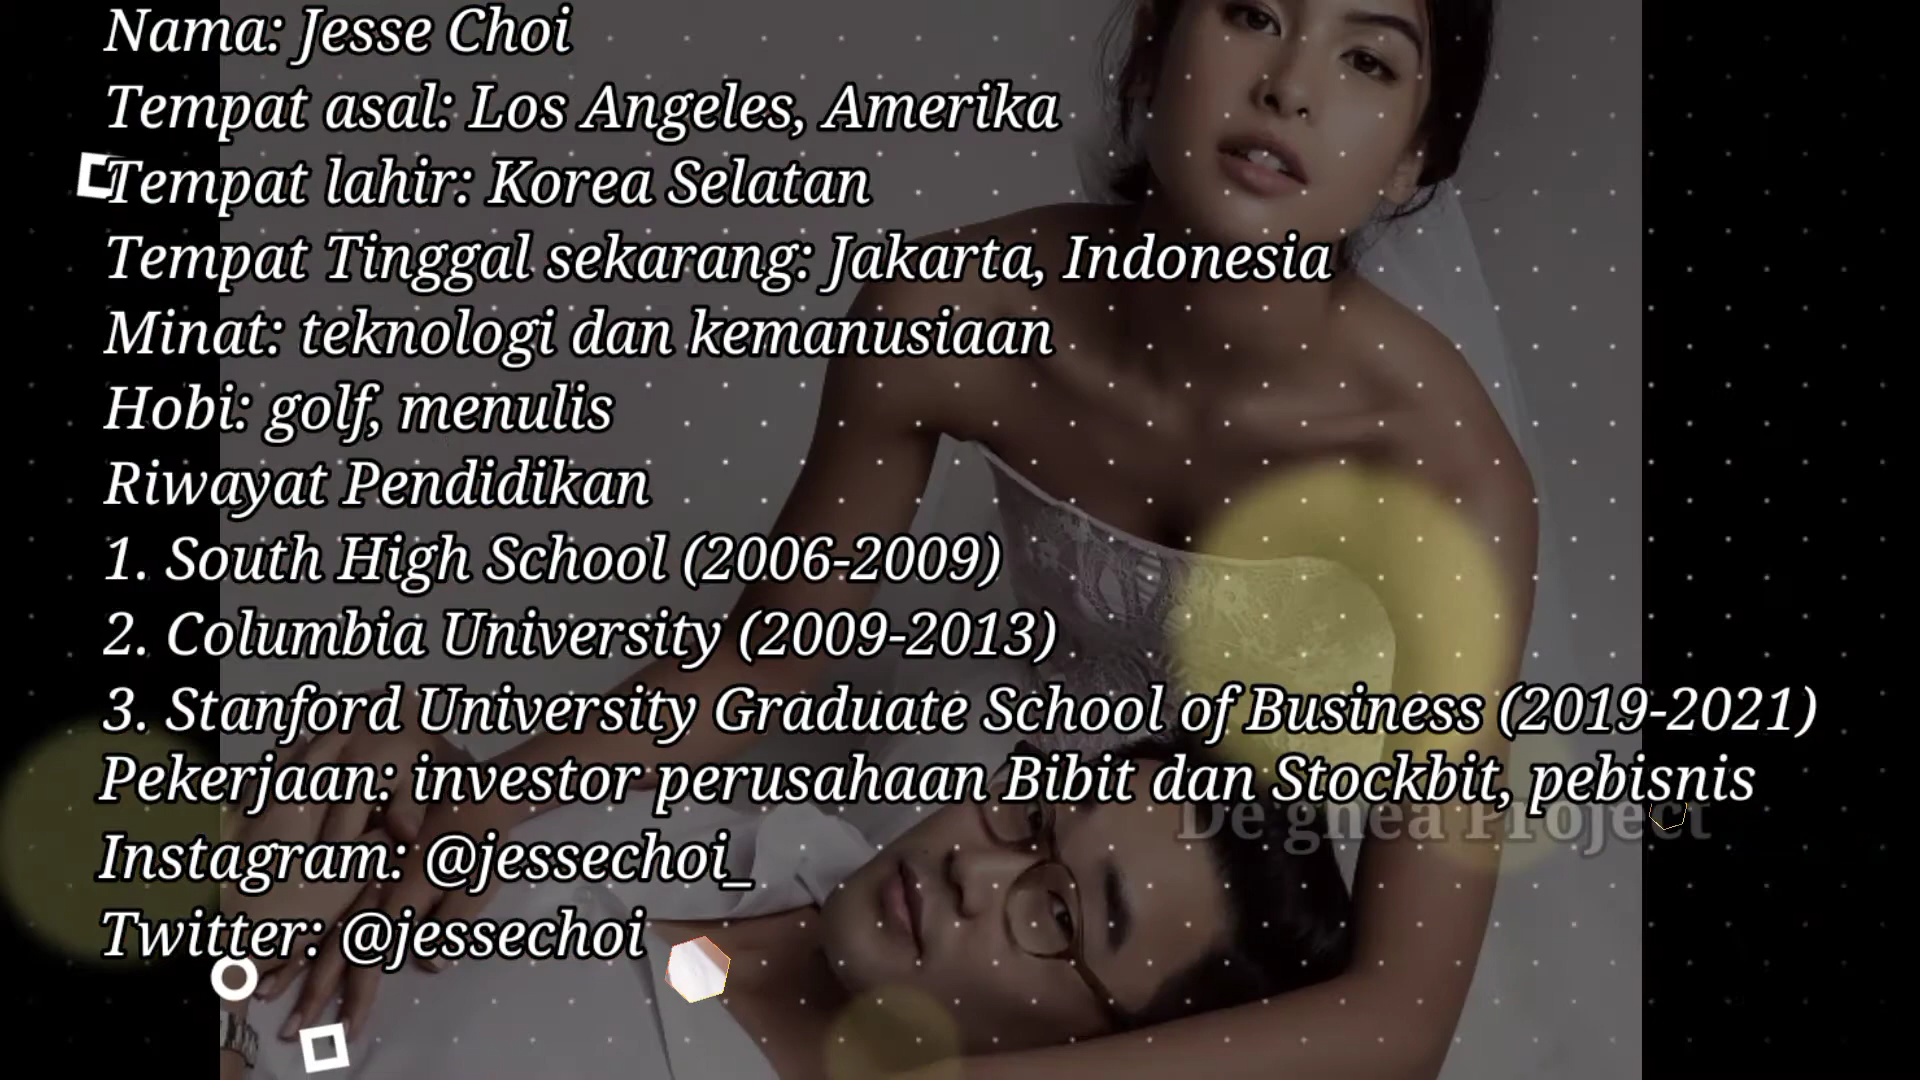 Nama: Jesse Choi
Tempat asal: Los Angeles, Amerika
Tempat lahir: Korea Selatan
Tempat Tinggal sekarang: Jakarta, Indonesia
Minat: teknologi dan kemanusiaan
Hobi: golf, menulis
Riwayat Pendidikan
1. South High School (2006-2009)
2. Columbia University (2009-2013)
3. Stanford University Graduate School of Business (2019-2021)
Pekerjaan: investor perusahaan Bibit dan Stockbit, pebisnis
De ghea Project
Instagram: @jessechoi_
Twitter: @jessechoi